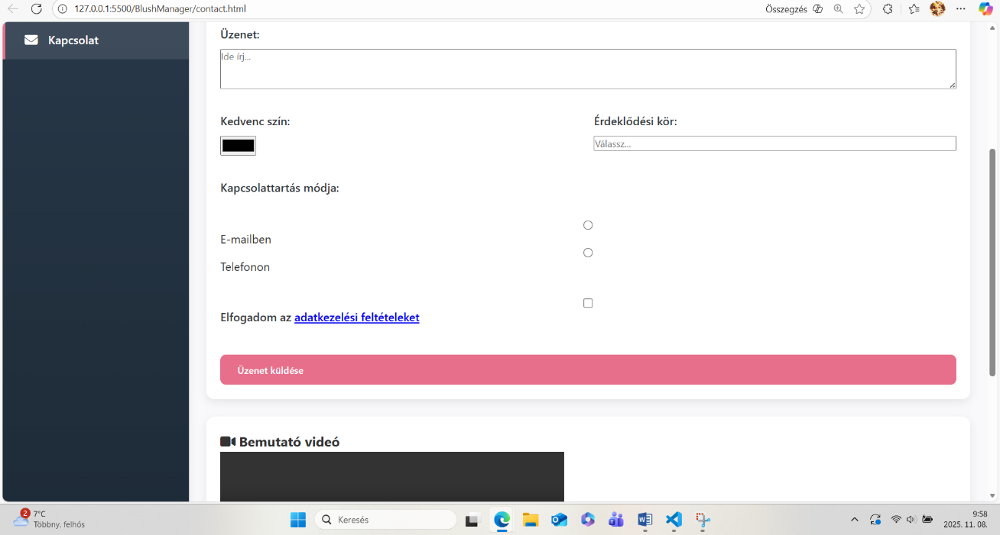 127.0.0.1:5500/BlushManager/contact.html
Összegzés
Kapcsolat
Üzenet:
Ide írj...
Kedvenc szín:
Érdeklődési kör:
Válassz...
Kapcsolattartás módja:
E-mailben
Telefonon
Elfogadom az adatkezelési feltételeket
Üzenet küldése
Bemutató videó
2
7°C
Többny. felhős
Keresés
9:58
2025. 11. 08.